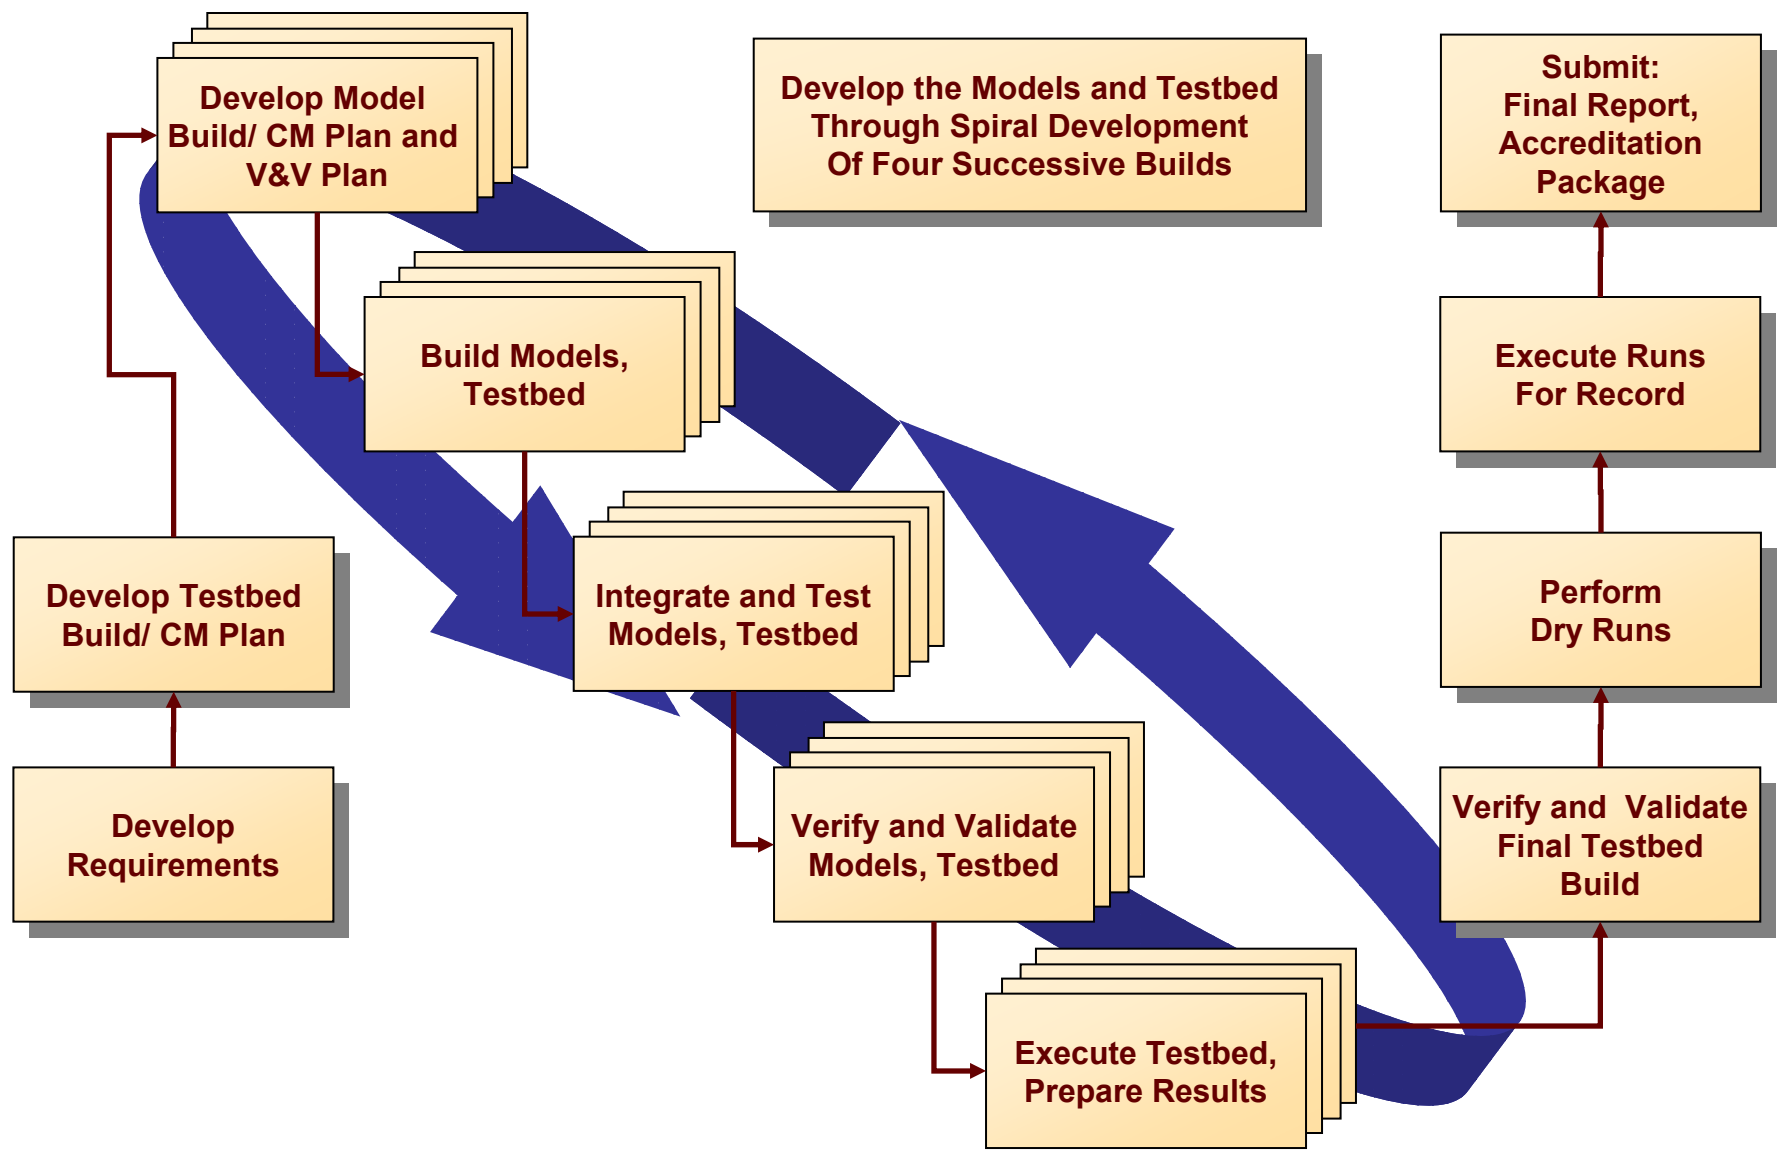 Develop Model
Build/ CM Plan and
V&V Plan
Develop the Models and Testbed
Through Spiral Development
Of Four Successive Builds
Submit:
Final Report,
Accreditation
Package
Build Models,
Testbed
Execute Runs
For Record
Develop Testbed
Build/ CM Plan
Integrate and Test
Models, Testbed
Perform
Dry Runs
Develop
Requirements
Verify and Validate
Models, Testbed
Verify and  Validate
Final Testbed
Build
Execute Testbed,
Prepare Results